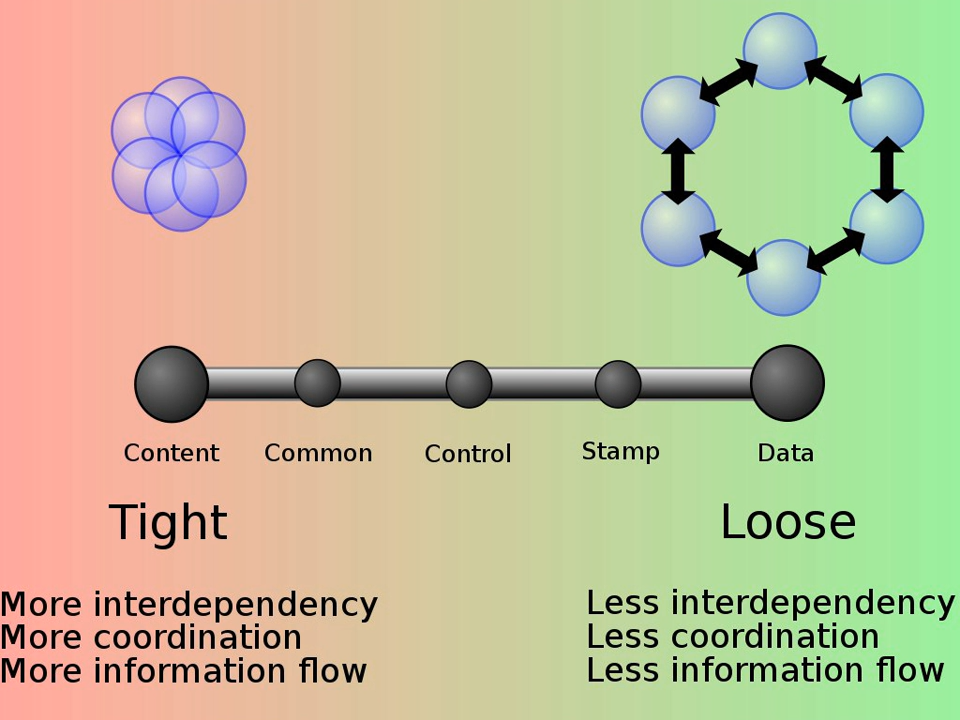 Content
Common
Control
Stamp
Data
Tight
Loose
More interdependency
More coordination
More information flow
Less interdependency
Less coordination
Less information flow